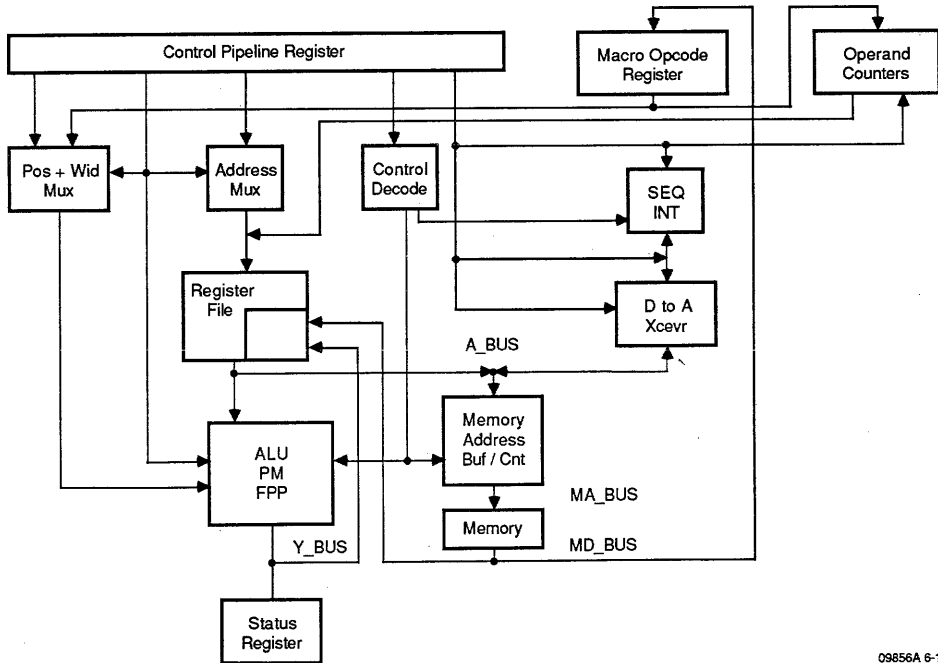 Control Pipeline Register
Macro Opcode
Register
Operand
Counters
Pos + Wid
Mux
Address
Mux
Control
Decode
SEQ
INT
Register
File
D to A
Xcevr
A_BUS
Memory
Address
Buf / Cnt
ALU
PM
FPP
MA_BUS
Memory
Y_BUS
MD_BUS
Status
Register
09856A 6-1